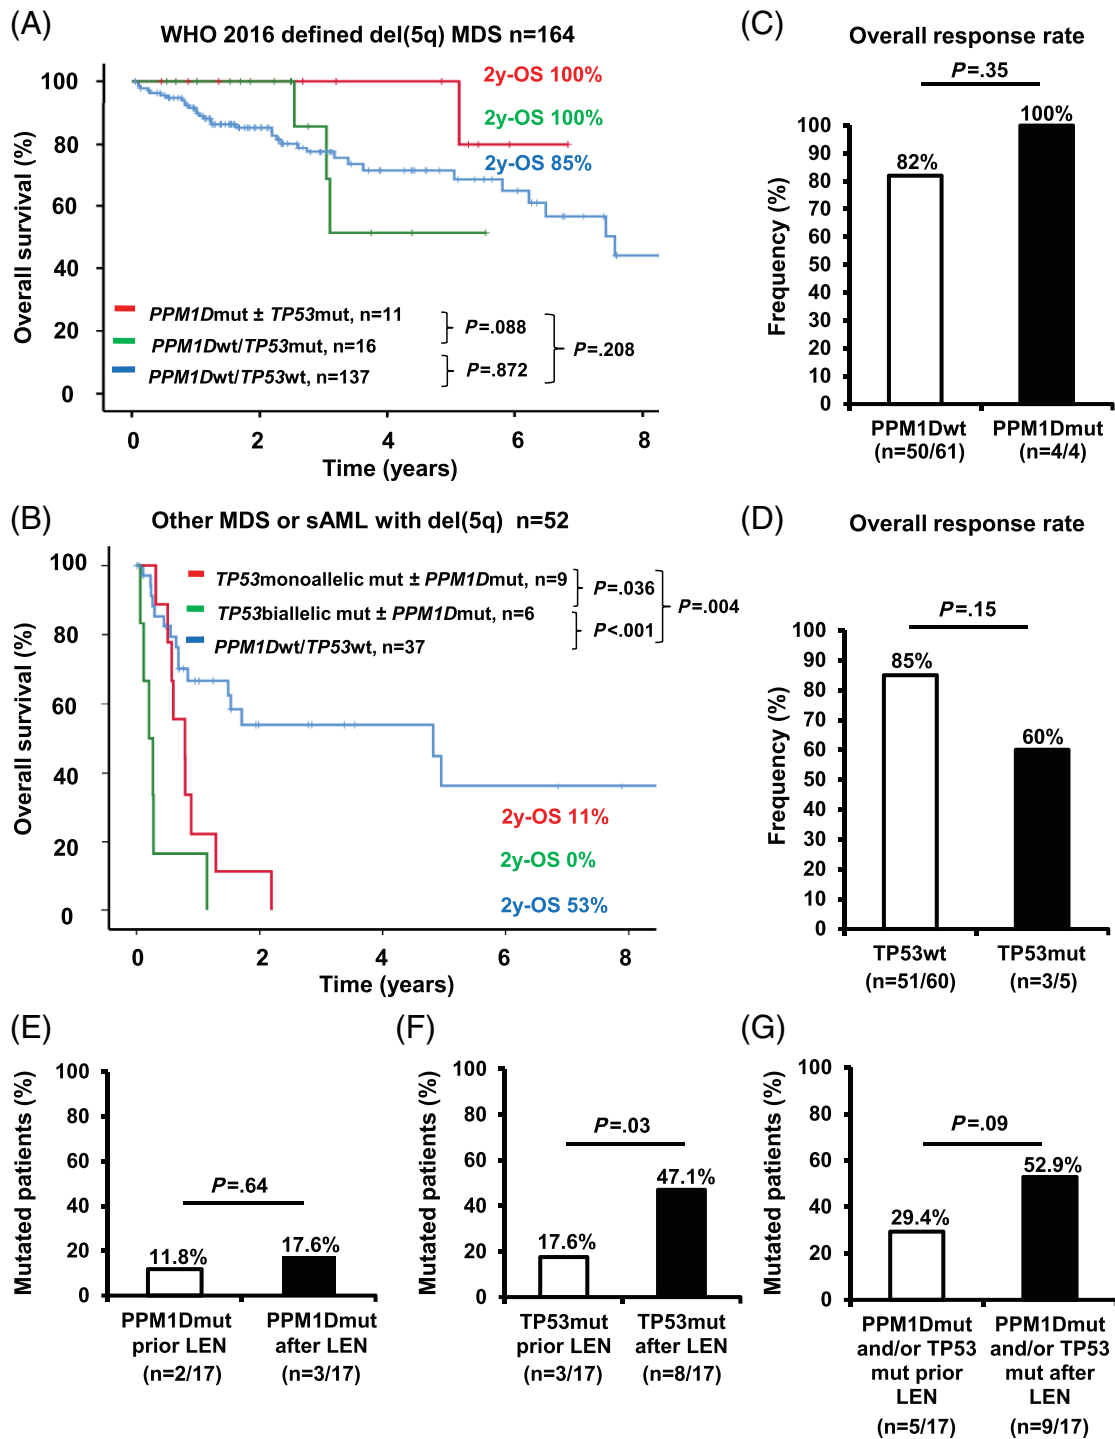 (A)
WHO 2016 defined del(5q) MDS n=164
Overall survival (%)
100
80
60
40
20
0
2y-OS 100%
2y-OS 100%
2y-OS 85%
PPM1Dmut ± TP53mut, n=11
PPM1Dwt/TP53mut, n=16
PPM1Dwt/TP53wt, n=137
P=.088
P=.872
P=.208
0 2 4 6 8
Time (years)
(B)
Other MDS or sAML with del(5q) n=52
Overall survival (%)
100
80
60
40
20
0
TP53monoallelic mut ± PPM1Dmut, n=9
TP53biallelic mut ± PPM1Dmut, n=6
PPM1Dwt/TP53wt, n=37
P=.036
P<.001
P=.004
2y-OS 11%
2y-OS 0%
2y-OS 53%
0 2 4 6 8
Time (years)
(C)
Overall response rate
P=.35
Frequency (%)
100
90
80
70
60
50
40
30
20
10
0
82%
100%
PPM1Dwt PPM1Dmut
(n=50/61) (n=4/4)
(D)
Overall response rate
P=.15
Frequency (%)
100
90
80
70
60
50
40
30
20
10
0
85%
60%
TP53wt TP53mut
(n=51/60) (n=3/5)
(E)
Mutated patients (%)
100
80
60
40
20
0
P=.64
11.8%
17.6%
PPM1Dmut PPM1Dmut
prior LEN after LEN
(n=2/17) (n=3/17)
(F)
Mutated patients (%)
100
80
60
40
20
0
P=.03
17.6%
47.1%
TP53mut TP53mut
prior LEN after LEN
(n=3/17) (n=8/17)
(G)
Mutated patients (%)
100
80
60
40
20
0
P=.09
29.4%
52.9%
PPM1Dmut PPM1Dmut
and/or TP53 and/or TP53
mut prior mut after
LEN LEN
(n=5/17) (n=9/17)